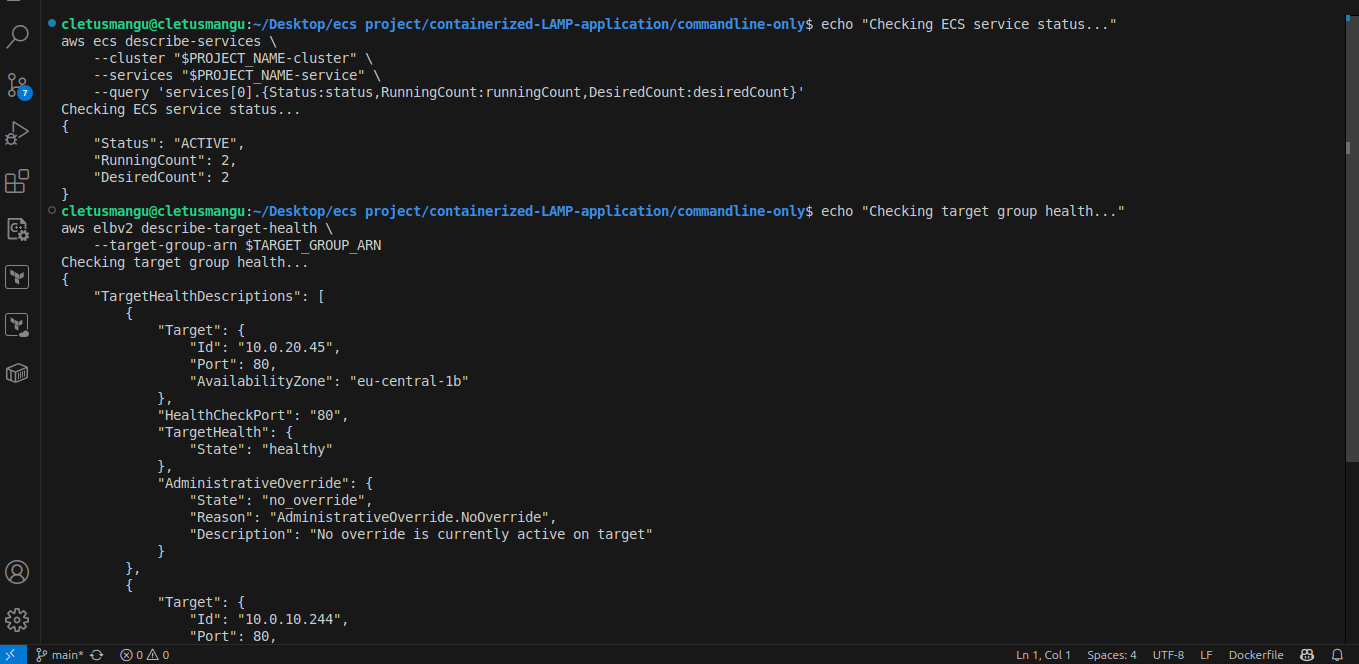 cletusmangu@cletusmangu:~/Desktop/ecs project/containerized-LAMP-application/commandline-only$ echo "Checking ECS service status..."
aws ecs describe-services \
    --cluster "$PROJECT_NAME-cluster" \
    --services "$PROJECT_NAME-service" \
    --query 'services[0].{Status:status,RunningCount:runningCount,DesiredCount:desiredCount}'
Checking ECS service status...
{
    "Status": "ACTIVE",
    "RunningCount": 2,
    "DesiredCount": 2
}
cletusmangu@cletusmangu:~/Desktop/ecs project/containerized-LAMP-application/commandline-only$ echo "Checking target group health..."
aws elbv2 describe-target-health \
    --target-group-arn $TARGET_GROUP_ARN
Checking target group health...
{
    "TargetHealthDescriptions": [
        {
            "Target": {
                "Id": "10.0.20.45",
                "Port": 80,
                "AvailabilityZone": "eu-central-1b"
            },
            "HealthCheckPort": "80",
            "TargetHealth": {
                "State": "healthy"
            },
            "AdministrativeOverride": {
                "State": "no_override",
                "Reason": "AdministrativeOverride.NoOverride",
                "Description": "No override is currently active on target"
            }
        },
        {
            "Target": {
                "Id": "10.0.10.244",
                "Port": 80,
7
main* 0 0 Ln 1, Col 1 Spaces: 4 UTF-8 LF Dockerfile